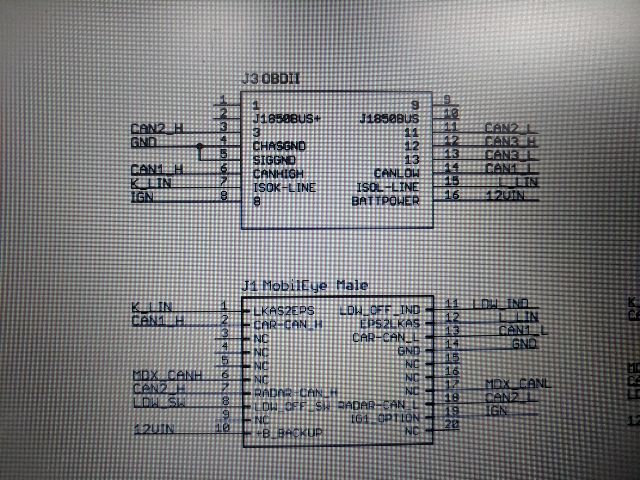 J3 OBDII
1 1 9 9
2 J1850BUS+ J1850BUS 10
CAN2_H 3 3 11 11 CAN2_L
GND 4 CHASGND 12 12 CAN3_H
5 SIGGND 13 13 CAN3_L
CAN1_H 6 CANHIGH CANLOW 14 CAN1_L
K_LIN 7 ISOK-LINE ISOL-LINE 15 L_LIN
IGN 8 8 BATTPOWER 16 12VIN
J1 MobilEye Male
K_LIN 1 LKAS2EPS LDW_OFF_IND 11 LDW_IND
CAN1_H 2 CAR-CAN_H EPS2LKAS 12 L_LIN
3 NC CAR-CAN_L 13 CAN1_L
4 NC GND 14 GND
5 NC NC 15
MDX_CANH 6 NC NC 16
CAN2_H 7 RADAR-CAN_H NC 17 MDX_CANL
LDW_SW 8 LDW_OFF_SW RADAR-CAN_L 18 CAN2_L
9 NC IG1_OPTION 19 IGN
12VIN 10 +B_BACKUP NC 20